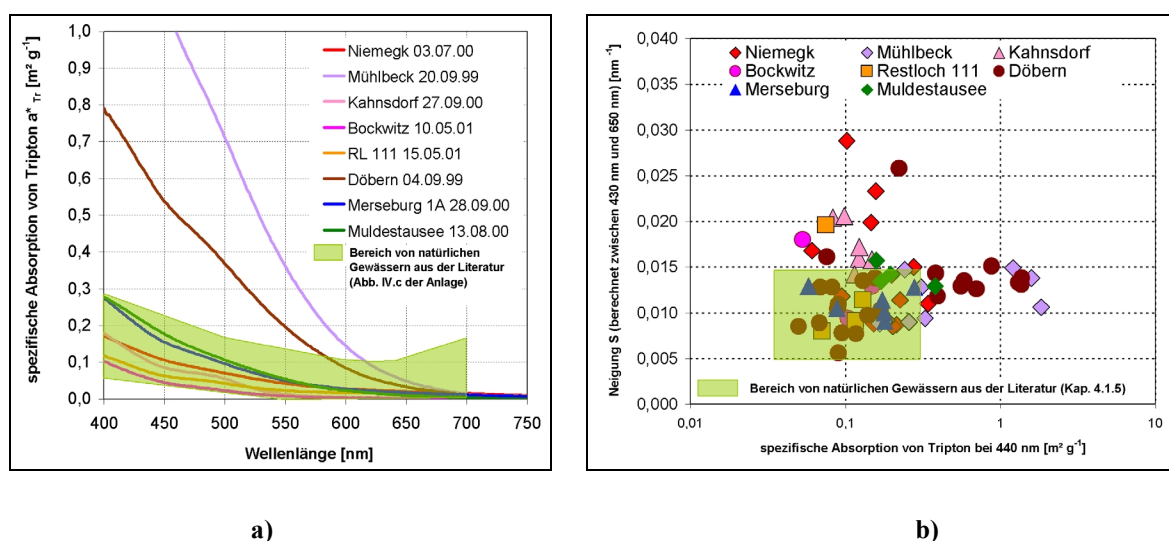 spezifische Absorption von Tripton a*Tr [m² g-1]
1,0
0,9
0,8
0,7
0,6
0,5
0,4
0,3
0,2
0,1
0,0
400 450 500 550 600 650 700 750
Wellenlänge [nm]
Niemegk 03.07.00
Mühlbeck 20.09.99
Kahnsdorf 27.09.00
Bockwitz 10.05.01
RL 111 15.05.01
Döbern 04.09.99
Merseburg 1A 28.09.00
Muldestausee 13.08.00
Bereich von natürlichen
Gewässern aus der Literatur
(Abb. IV.c der Anlage)
a)
Neigung S (berechnet zwischen 430 nm und 650 nm) [nm -1]
0,040
0,035
0,030
0,025
0,020
0,015
0,010
0,005
0,000
0,01 0,1 1 10
spezifische Absorption von Tripton bei 440 nm [m² g-1]
Niemegk Mühlbeck Kahnsdorf
Bockwitz Restloch 111 Döbern
Merseburg Muldestausee
Bereich von natürlichen Gewässern aus der Literatur (Kap. 4.1.5)
b)